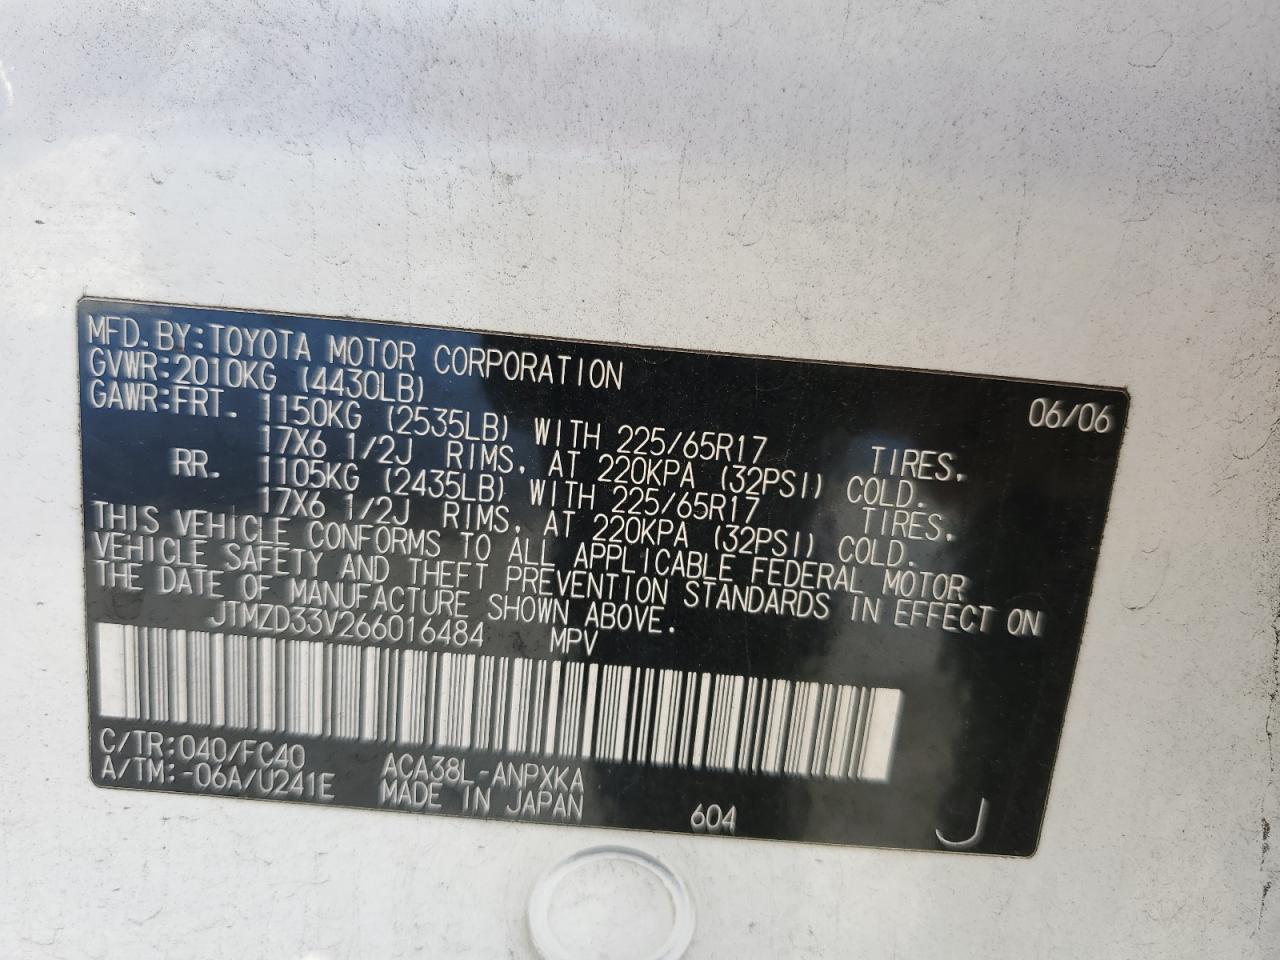 MFD.BY:TOYOTA MOTOR CORPORATION 06/06
GVWR:2010KG (4430LB)
GAWR:FRT. 1150KG (2535LB) WITH 225/65R17 TIRES.
17X6 1/2J RIMS, AT 220KPA (32PSI) COLD.
RR. 1105KG (2435LB) WITH 225/65R17 TIRES.
17X6 1/2J RIMS, AT 220KPA (32PSI) COLD.
THIS VEHICLE CONFORMS TO ALL APPLICABLE FEDERAL MOTOR
VEHICLE SAFETY AND THEFT PREVENTION STANDARDS IN EFFECT ON
THE DATE OF MANUFACTURE SHOWN ABOVE.
JTMZD33V266016484 MPV
C/TR:040/FC40 ACA38L-ANPXKA
A/TM:-06A/U241E MADE IN JAPAN 604 J